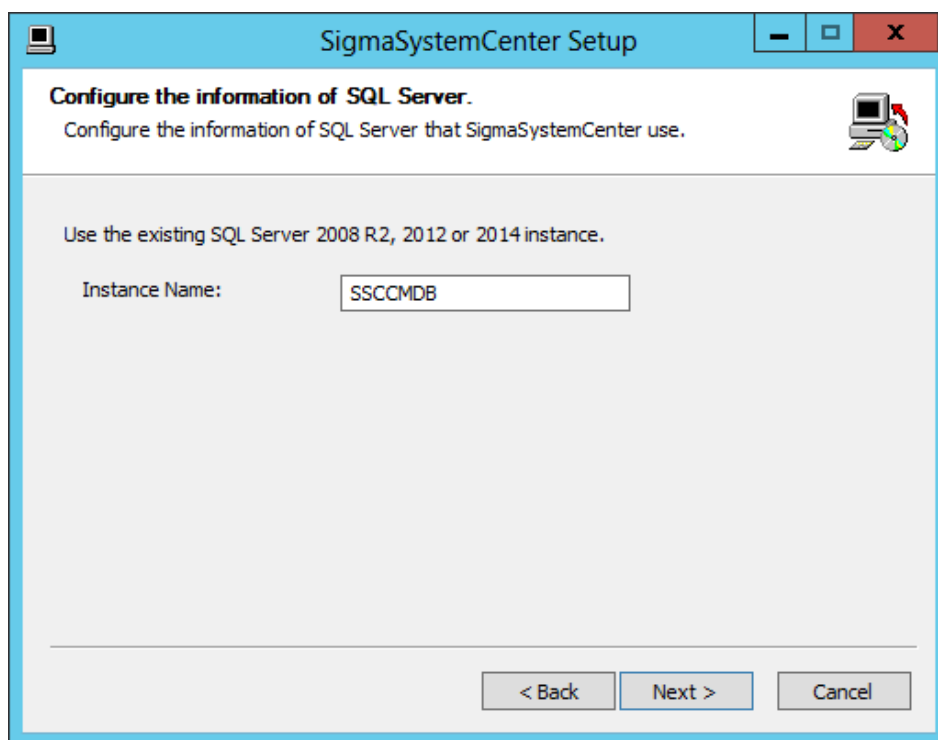 SigmaSystemCenter Setup
Configure the information of SQL Server.
Configure the information of SQL Server that SigmaSystemCenter use.
Use the existing SQL Server 2008 R2, 2012 or 2014 instance.
Instance Name: SSCCMDB
< Back Next > Cancel